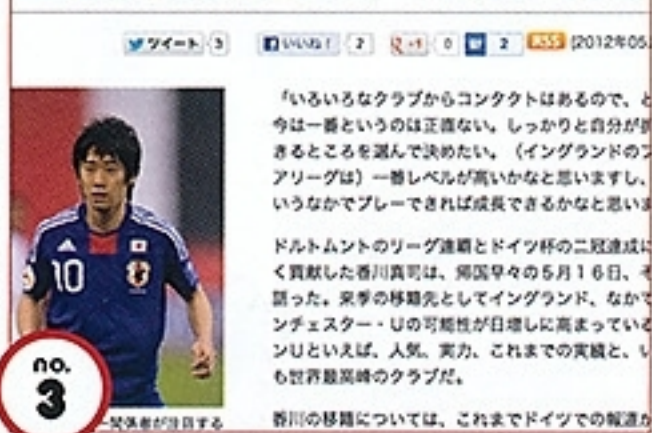 ツイート 3 いいね！ 2 +1 0 2 RSS [2012年05
「いろいろなクラブからコンタクトはあるので、と
今は一番というのは正直ない。しっかりと自分が
きるところを選んで決めたい。（イングランドのプ
アリーグは）一番レベルが高いかなと思いますし、
いうなかでプレーできれば成長できるかなと思いま
ドルトムントのリーグ連覇とドイツ杯の二冠達成に
く貢献した香川真司は、帰国早々の5月16日、そ
語った。来季の移籍先としてイングランド、なかで
ンチェスター・Uの可能性が日増しに高まっている
ンUといえば、人気、実力、これまでの実績と、い
も世界最高峰のクラブだ。
香川の移籍については、これまでドイツでの報道か
10
no.
3
関係者が注目する